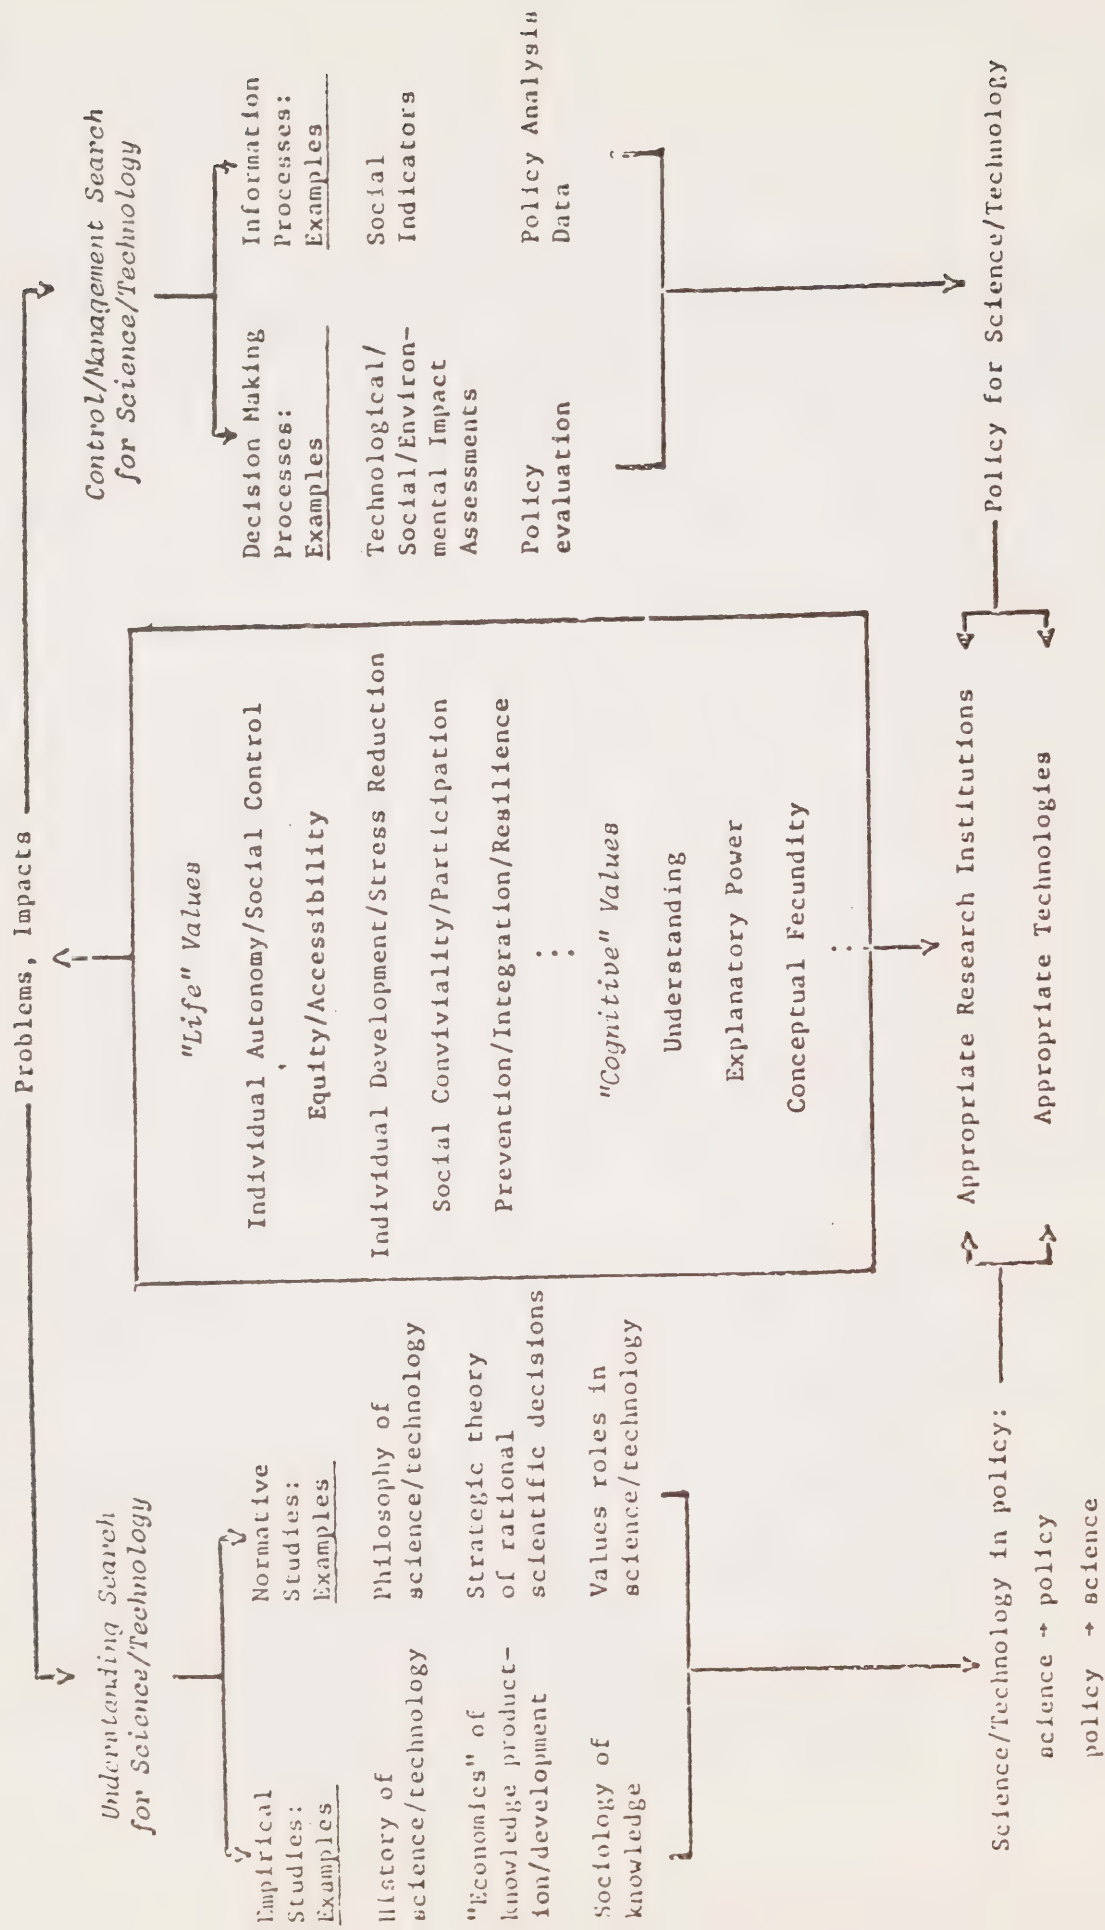 Problems, Impacts
Understanding Search
for Science/Technology
Empirical
Studies:
Examples
History of
science/technology
"Economics" of
knowledge product-
ion/development
Sociology of
knowledge
Normative
Studies:
Examples
Philosophy of
science/technology
Strategic theory
of rational
scientific decisions
Values roles in
science/technology
Science/Technology in policy:
science → policy
policy → science
"Life" Values
Individual Autonomy/Social Control
Equity/Accessibility
Individual Development/Stress Reduction
Social Conviviality/Participation
Prevention/Integration/Resilience
"Cognitive" Values
Understanding
Explanatory Power
Conceptual Fecundity
Appropriate Research Institutions
Appropriate Technologies
Control/Management Search
for Science/Technology
Decision Making
Processes:
Examples
Technological/
Social/Environ-
mental Impact
Assessments
Policy
evaluation
Information
Processes:
Examples
Social
Indicators
Policy Analysis
Data
Policy for Science/Technology